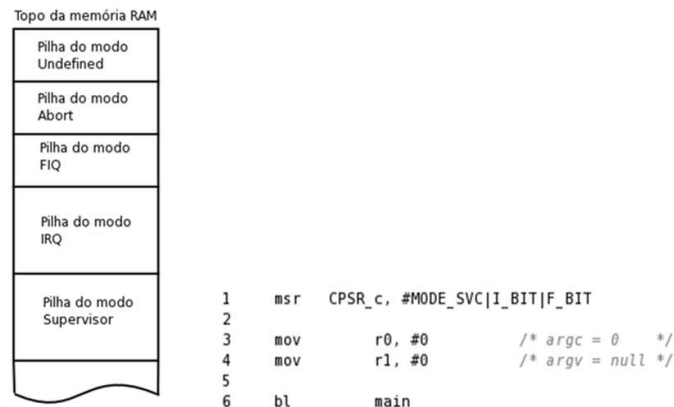 Topo da memória RAM
Pilha do modo
Undefined
Pilha do modo
Abort
Pilha do modo
FIQ
Pilha do modo
IRQ
Pilha do modo
Supervisor
1 msr CPSR_c, #MODE_SVC|I_BIT|F_BIT
2
3 mov r0, #0 /* argc = 0 */
4 mov r1, #0 /* argv = null */
5
6 bl main